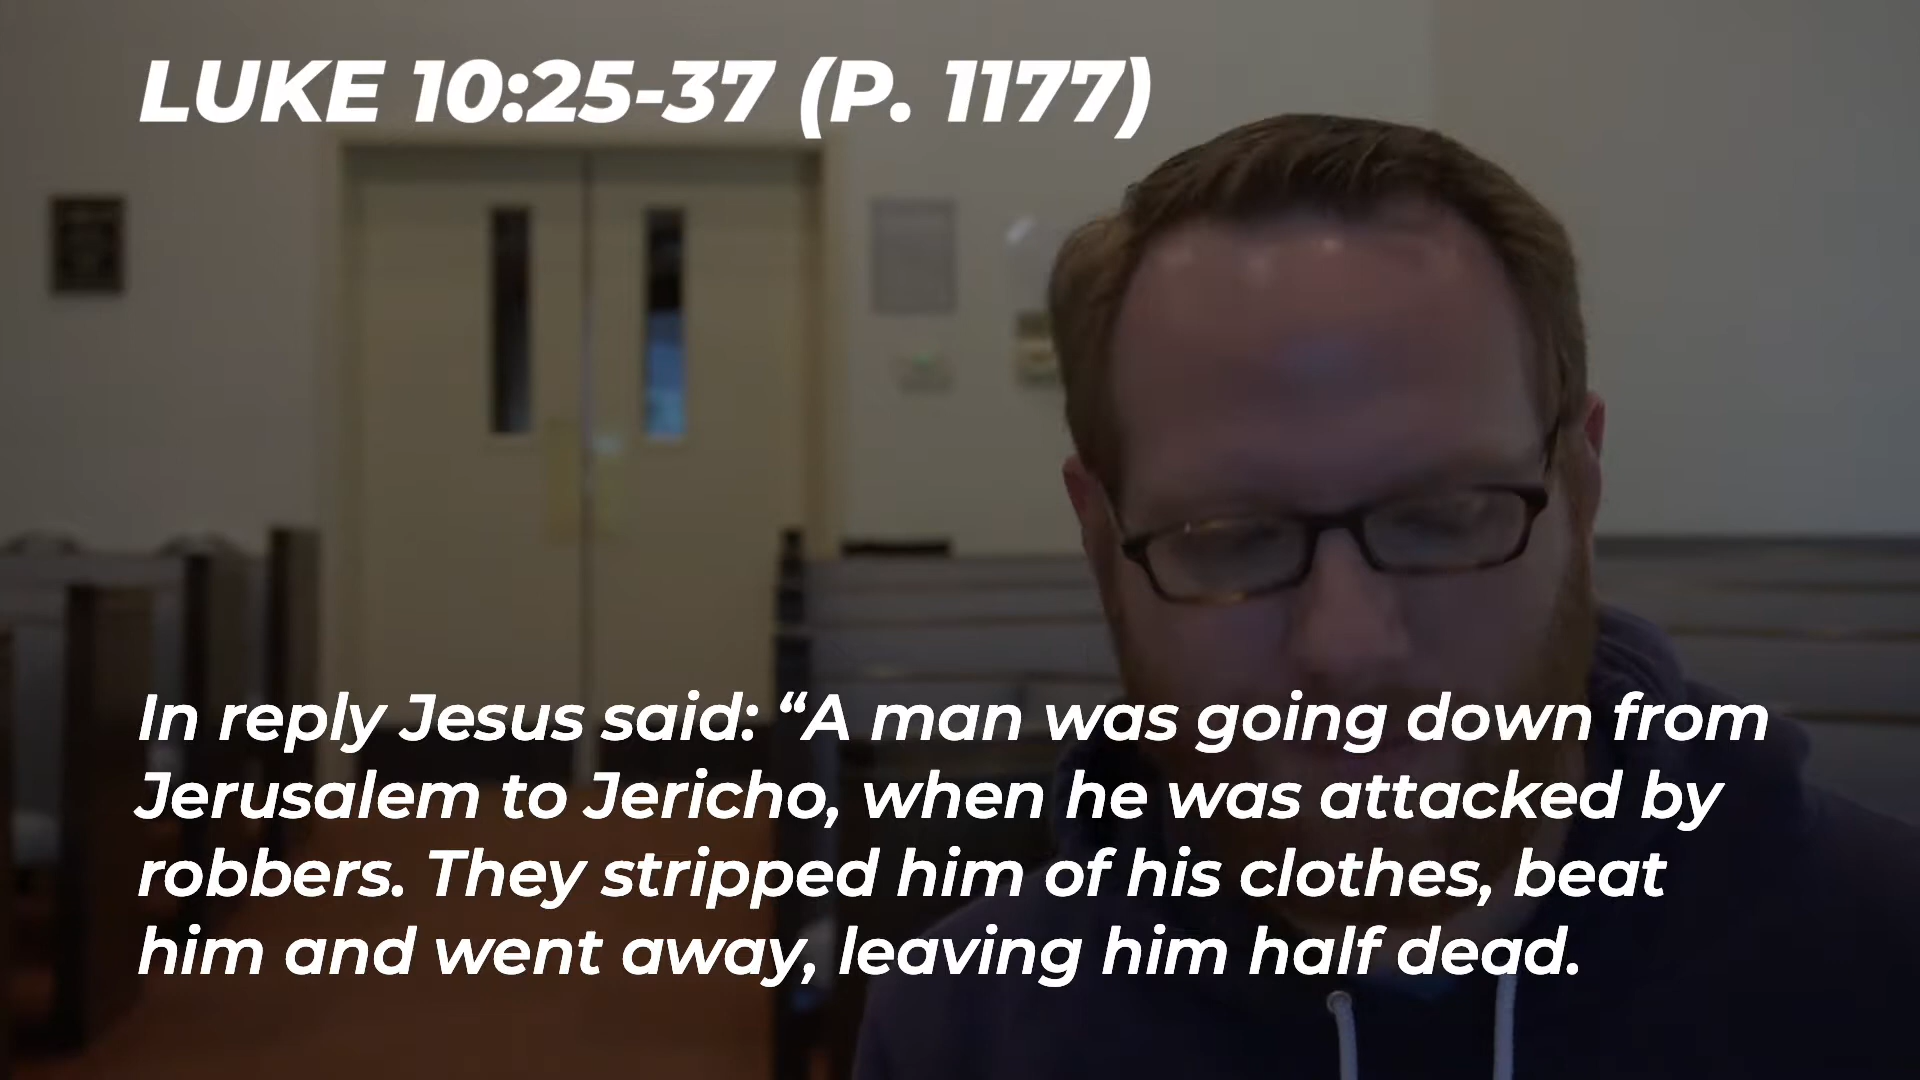 LUKE 10:25-37 (P. 1177)
In reply Jesus said: “A man was going down from
Jerusalem to Jericho, when he was attacked by
robbers. They stripped him of his clothes, beat
him and went away, leaving him half dead.